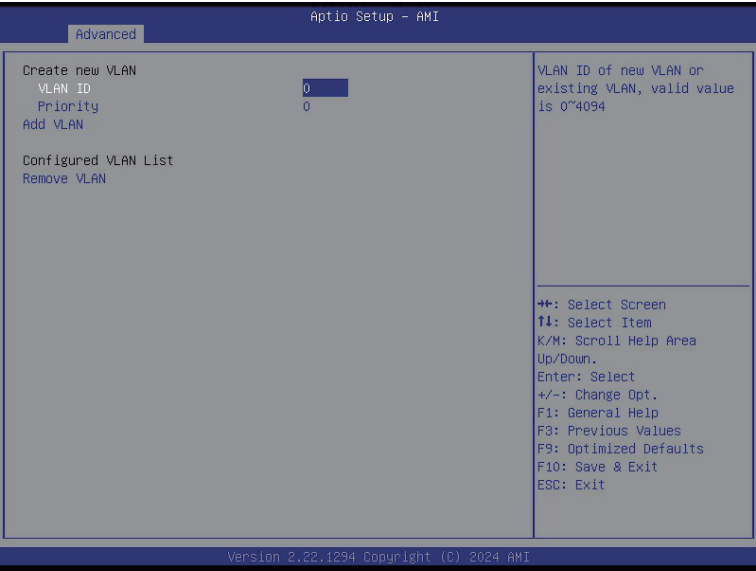 Aptio Setup – AMI
Advanced
Create new VLAN
VLAN ID 0
Priority 0
Add VLAN
Configured VLAN List
Remove VLAN
VLAN ID of new VLAN or
existing VLAN, valid value
is 0~4094
→←: Select Screen
↑↓: Select Item
K/M: Scroll Help Area
Up/Down.
Enter: Select
+/-: Change Opt.
F1: General Help
F3: Previous Values
F9: Optimized Defaults
F10: Save & Exit
ESC: Exit
Version 2.22.1294 Copyright (C) 2024 AMI